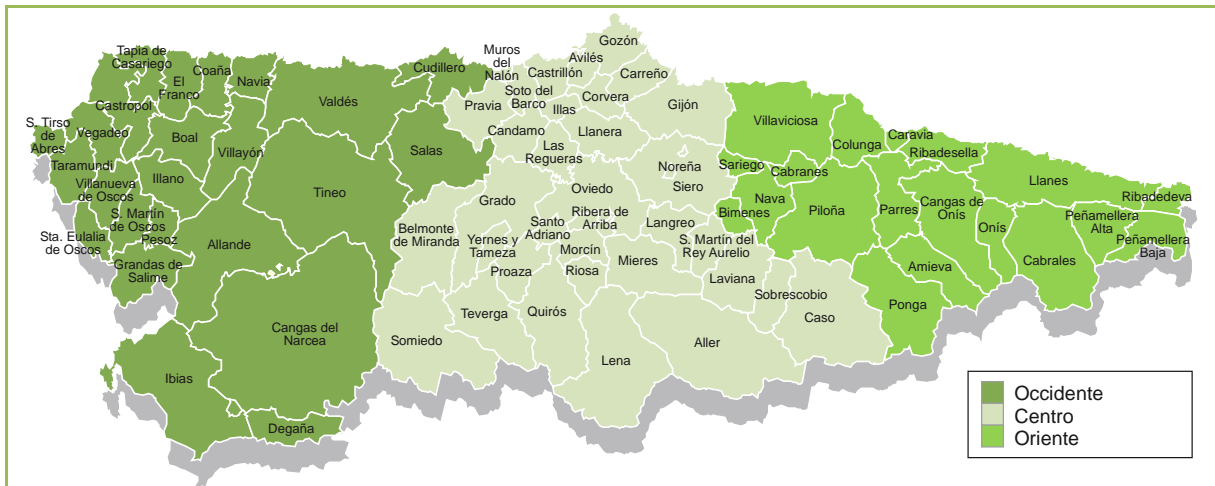 Tapia de
Casariego
El
Franco
Coaña
Navia
Castropol
S. Tirso
de
Abres
Vegadeo
Taramundi
Villanueva
de Oscos
Boal
Illano
Villayón
S. Martín
de Oscos
Pesoz
Sta. Eulalia
de Oscos
Grandas de
Salime
Allande
Valdés
Tineo
Cudillero
Salas
Cangas del
Narcea
Ibias
Degaña
Muros
del
Nalón
Pravia
Soto del
Barco
Castrillón
Avilés
Gozón
Carreño
Corvera
Illas
Gijón
Candamo
Las
Regueras
Llanera
Noreña
Siero
Grado
Oviedo
Belmonte
de Miranda
Yernes y
Tameza
Santo
Adriano
Ribera de
Arriba
Langreo
Proaza
Morcín
Riosa
Mieres
S. Martín del
Rey Aurelio
Laviana
Sobrescobio
Caso
Somiedo
Teverga
Quirós
Lena
Aller
Villaviciosa
Colunga
Caravia
Ribadesella
Sariego
Cabranes
Nava
Bimenes
Piloña
Parres
Cangas de
Onís
Onís
Llanes
Ribadedeva
Peñamellera
Alta
Peñamellera
Baja
Cabrales
Amieva
Ponga
Occidente
Centro
Oriente